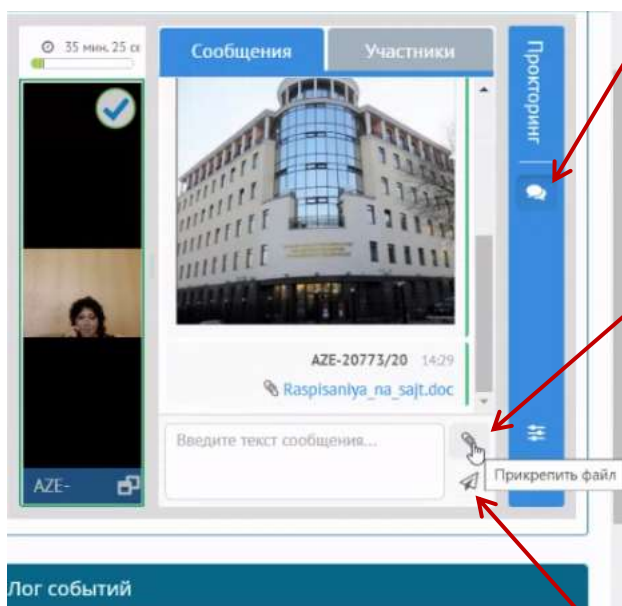 35 мин. 25 се
Сообщения
Участники
Прокторинг
AZE-20773/20 14:29
Raspisaniya_na_sajt.doc
Введите текст сообщения...
Прикрепить файл
AZE-
Лог событий